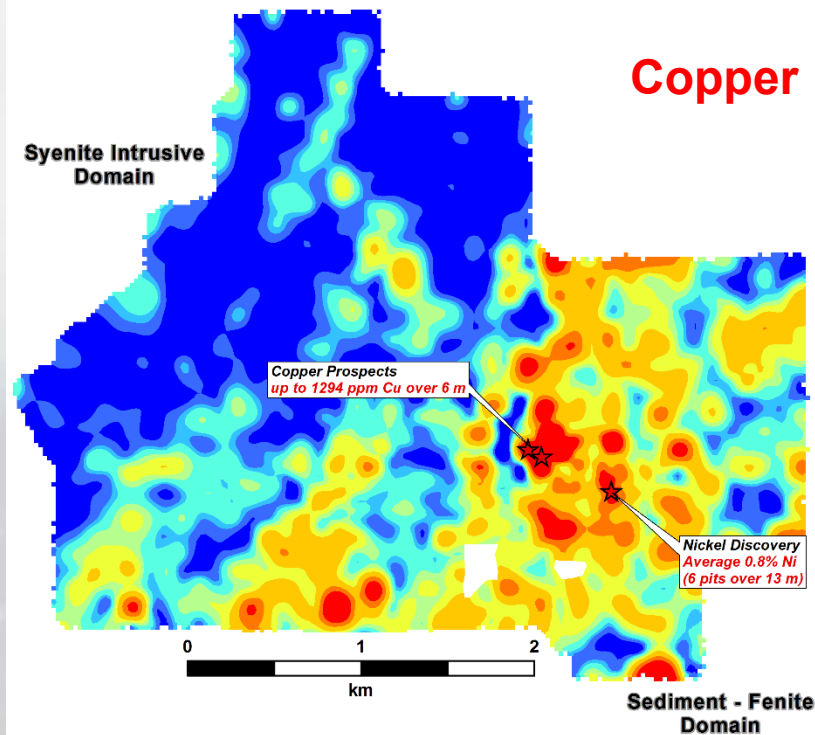 Copper
Syenite Intrusive
Domain
Copper Prospects
up to 1294 ppm Cu over 6 m
Nickel Discovery
Average 0.8% Ni
(6 pits over 13 m)
0 1 2
km
Sediment - Fenite
Domain